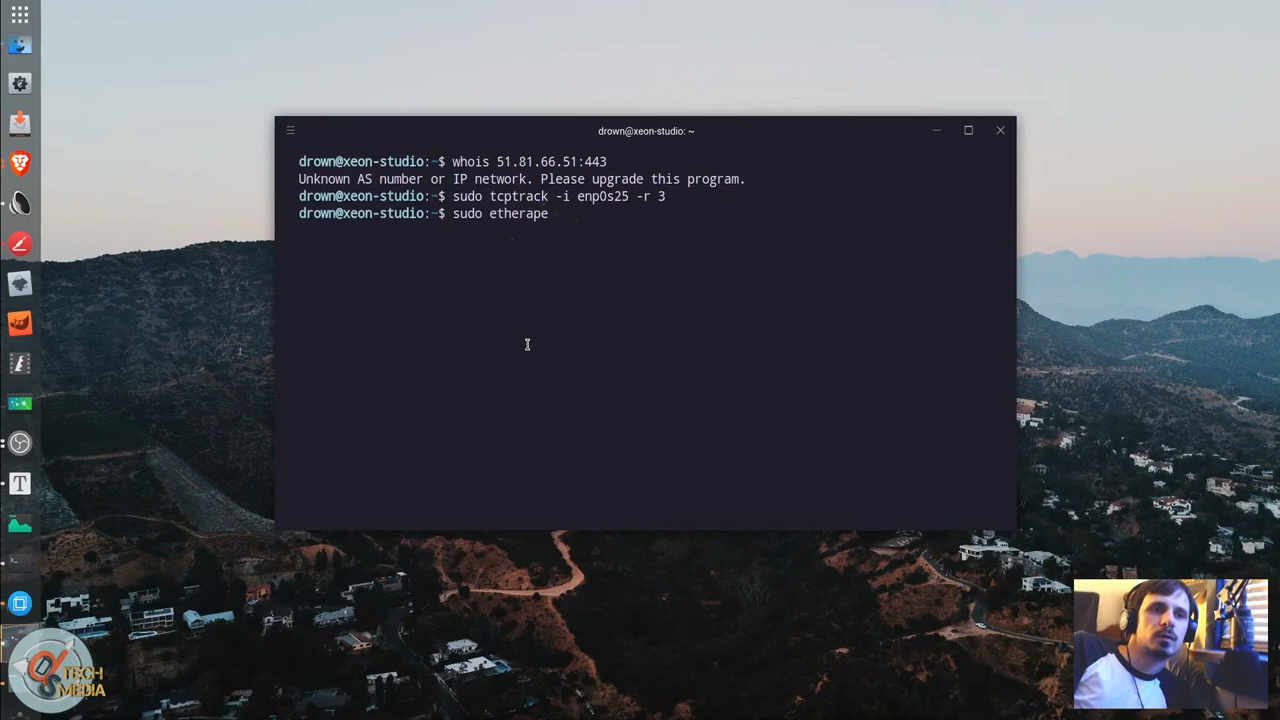 drown@xeon-studio: ~
drown@xeon-studio:~$ whois 51.81.66.51:443
Unknown AS number or IP network. Please upgrade this program.
drown@xeon-studio:~$ sudo tcptrack -i enp0s25 -r 3
drown@xeon-studio:~$ sudo etherape
T
DS
TECH
MEDIA